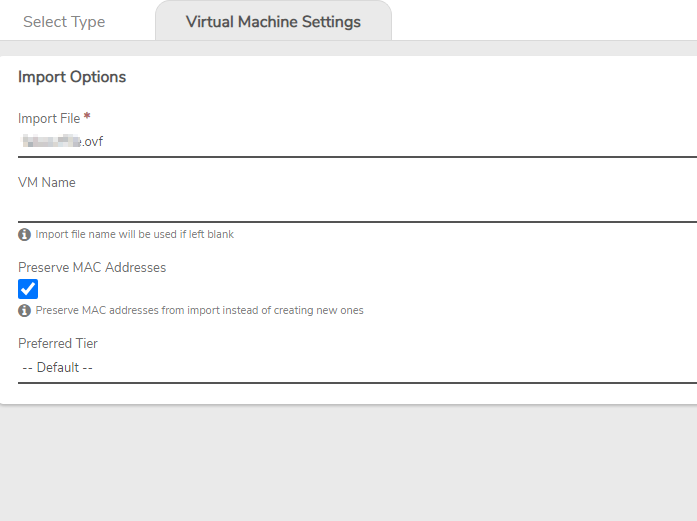 Select Type
Virtual Machine Settings
Import Options
Import File *
.ovf
VM Name
Import file name will be used if left blank
Preserve MAC Addresses
Preserve MAC addresses from import instead of creating new ones
Preferred Tier
-- Default --